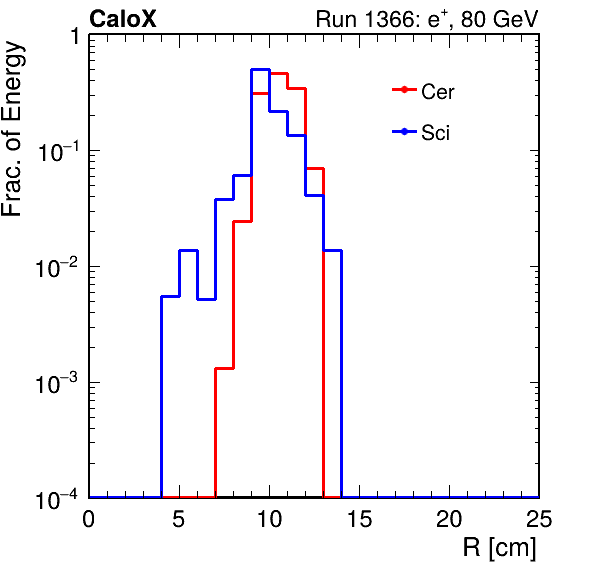 CaloX Run 1366: e⁺, 80 GeV
Frac. of Energy
1
10⁻¹
10⁻²
10⁻³
10⁻⁴
Cer
Sci
0 5 10 15 20 25
R [cm]